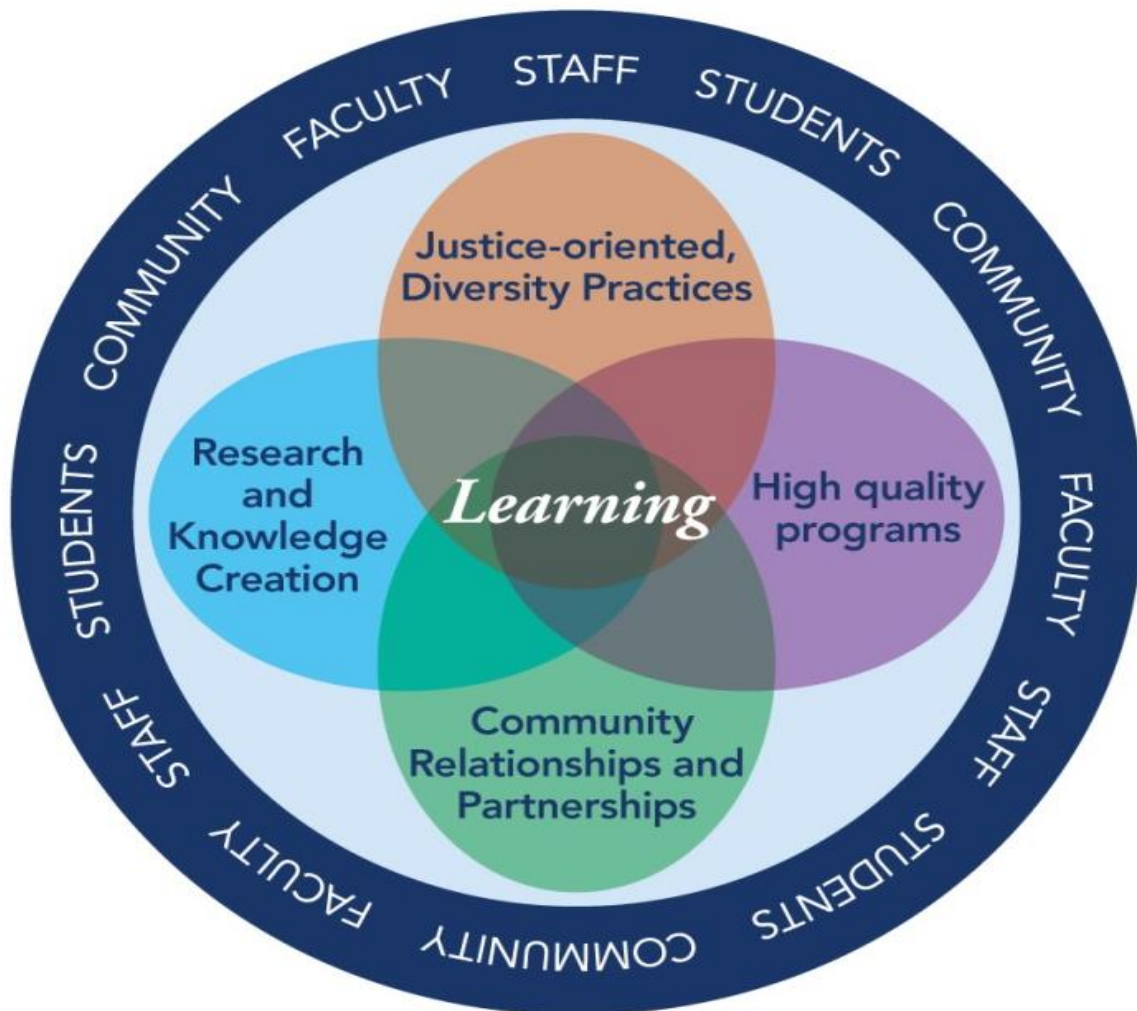 STAFF
STUDENTS
COMMUNITY
FACULTY
STAFF
STUDENTS
COMMUNITY
FACULTY
STAFF
STUDENTS
COMMUNITY
FACULTY
Justice-oriented,
Diversity Practices
Research
and
Knowledge
Creation
Learning
High quality
programs
Community
Relationships and
Partnerships